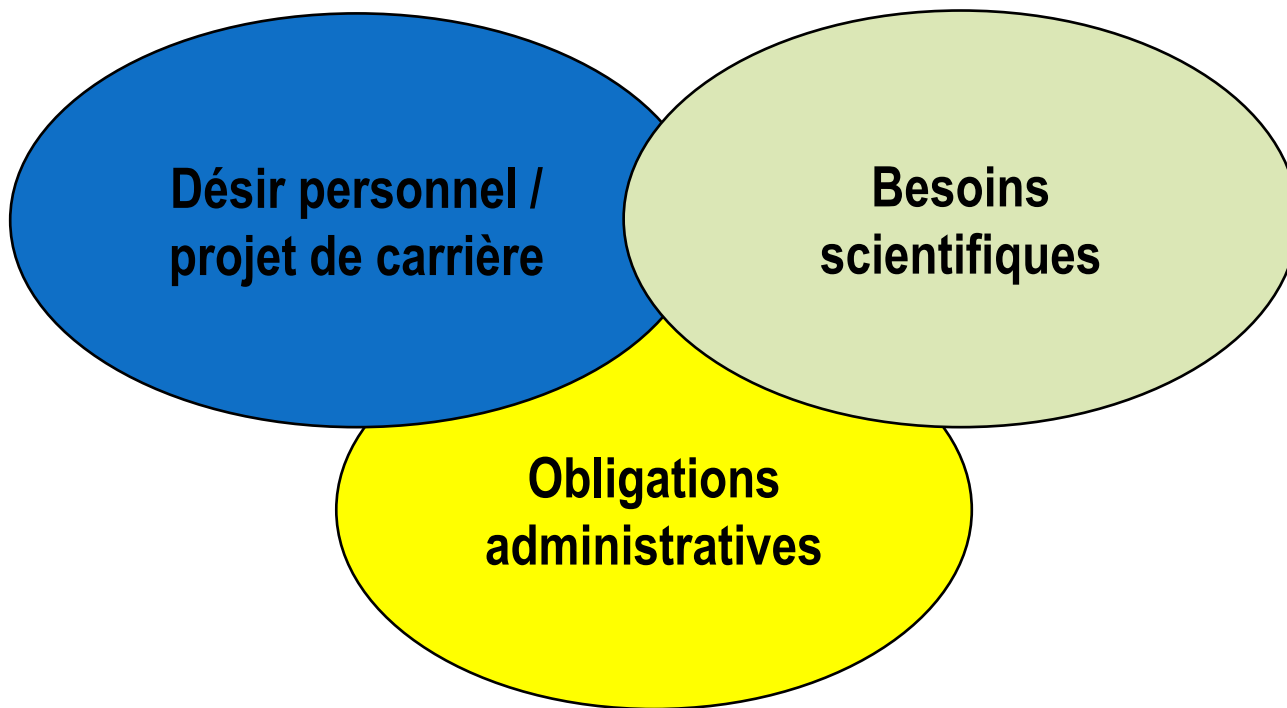 Désir personnel /
projet de carrière
Besoins
scientifiques
Obligations
administratives